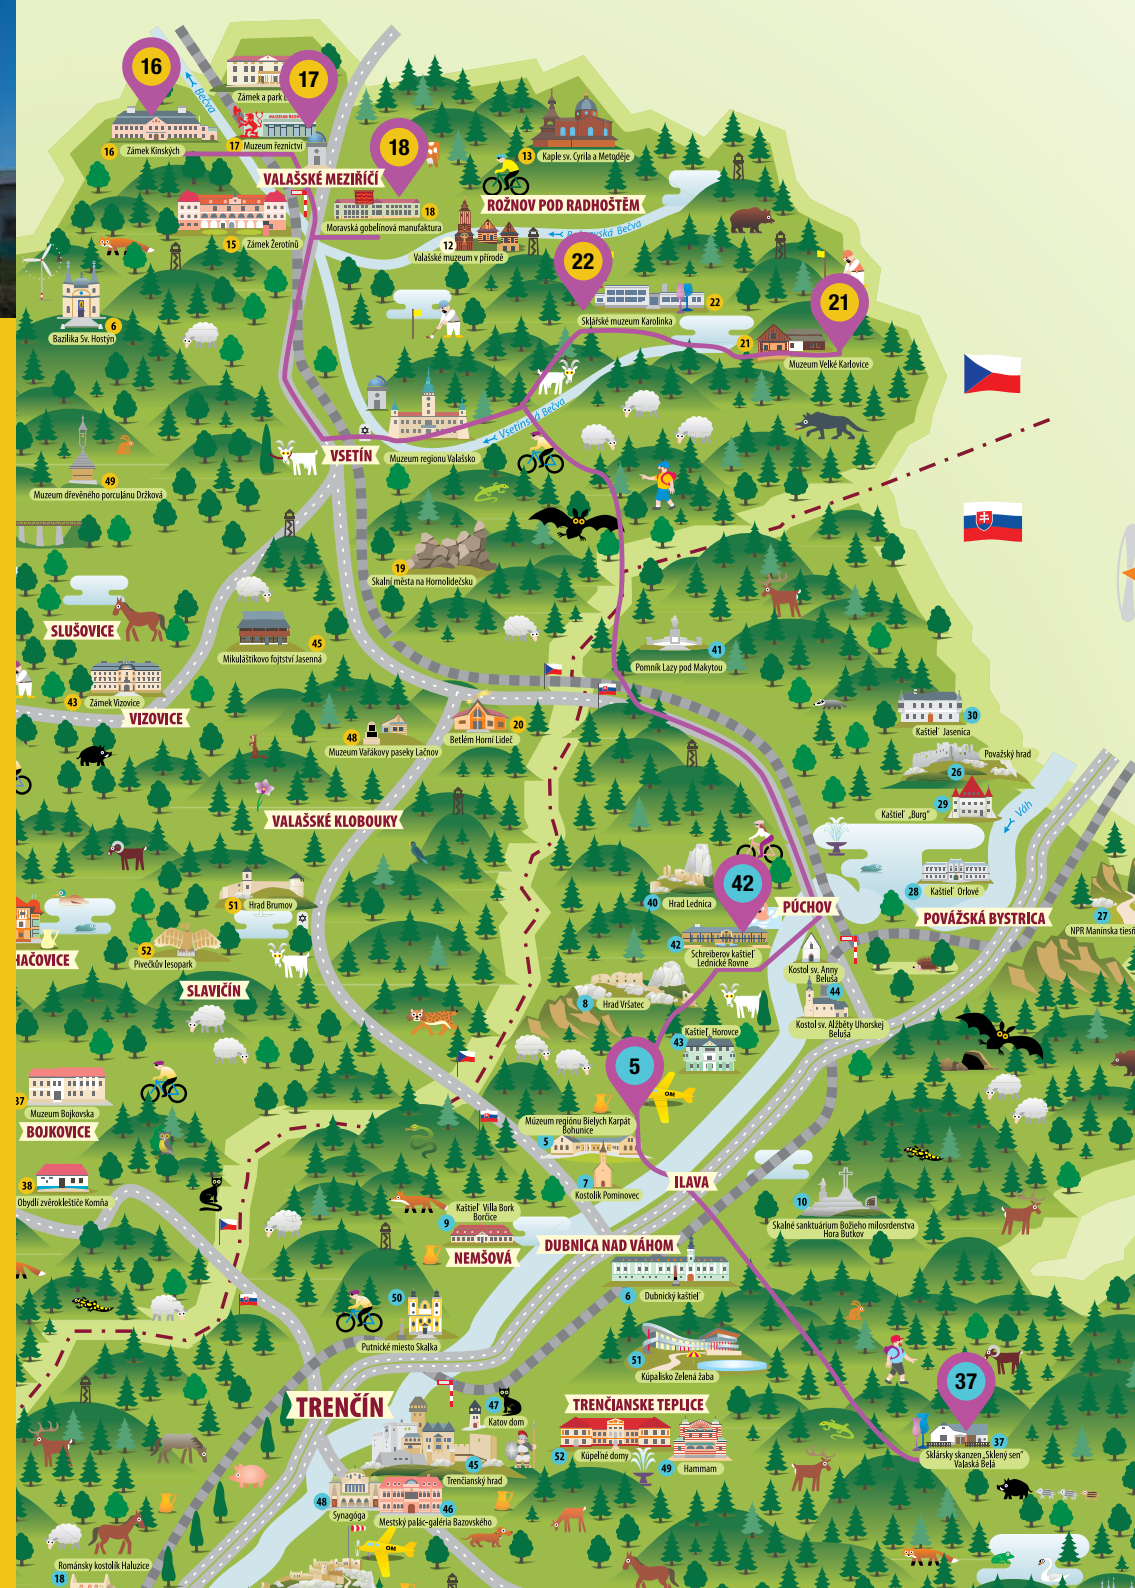 16
17
Bečva
Zámek a park
16
Zámek Kinských
17
Muzeum řeznictví
18
13
Kaple sv. Cyrila a Metoděje
VALAŠSKÉ MEZIŘÍČÍ
ROŽNOV POD RADHOŠTĚM
18
Moravská gobelínová manufaktura
15
Zámek Žerotínů
12
Valašské muzeum v přírodě
Bečva
22
21
22
Sklářské muzeum Karolinka
6
Bazilika Sv. Hostýn
21
Muzeum Velké Karlovice
Vsetínská Bečva
VSETÍN
Muzeum regionu Valašsko
49
Muzeum dřevěného porculánu Držková
19
Skalní města na Hornolidečsku
SLUŠOVICE
45
Mikuláštíkovo fojtství Jasenná
41
Pomník Lazy pod Makytou
43
Zámek Vizovice
VIZOVICE
30
Kaštieľ Jasenica
48
Muzeum Vařákovy paseky Lačnov
20
Betlém Horní Lideč
Považský hrad
26
29
Kaštieľ „Burg"
Váh
VALAŠSKÉ KLOBOUKY
42
28
Kaštieľ Orlové
51
Hrad Brumov
40
Hrad Lednica
PÚCHOV
POVÁŽSKÁ BYSTRICA
27
NPR Manínska
42
Schreiberov kaštieľ
Lednické Rovne
52
Pivečkův lesopark
HAČOVICE
Kostol sv. Anny
Beluša
44
SLAVIČÍN
8
Hrad Vršatec
Kostol sv. Alžběty Uhorskej
Beluša
Kaštieľ, Horovce
43
5
OM
37
Muzeum Bojkovska
BOJKOVICE
Múzeum regiónu Bielych Karpát
Bohunice
5
7
Kostolík Pominovec
ILAVA
38
Obydlí zvěrokleštiče Komňa
10
Skalné sanktuárium Božieho milosrdenstva
Hora Butkov
Kaštieľ Villa Bork
Borčice
9
NEMŠOVÁ
DUBNICA NAD VÁHOM
6
Dubnický kaštieľ
50
Putnické miesto Skalka
51
Kúpalisko Zelená žaba
37
TRENČÍN
47
Katov dom
TRENČIANSKE TEPLICE
52
Kúpeľné domy
49
Hammam
37
Sklársky skanzen „Sklený sen"
Valaská Belá
45
Trenčiansky hrad
48
Synagóga
46
Mestský palác-galéria Bazovského
OM
Románsky kostolík Haluzice
18